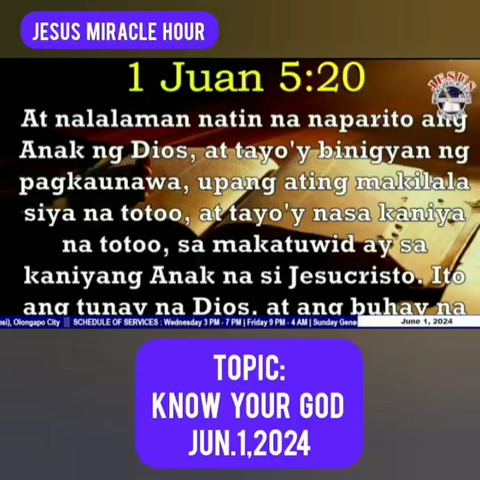 JESUS MIRACLE HOUR
1 Juan 5:20
JESUS
At nalalaman natin na naparito ang
Anak ng Dios, at tayo'y binigyan ng
pagkaunawa, upang ating makilala
siya na totoo, at tayo'y nasa kaniya
na totoo, sa makatuwid ay sa
kaniyang Anak na si Jesucristo. Ito
ang tunay na Dios, at ang buhay na
Olongapo City || SCHEDULE OF SERVICES : Wednesday 3 PM - 7 PM | Friday 9 PM - 4 AM | Sunday
June 1, 2024
TOPIC:
KNOW YOUR GOD
JUN.1,2024